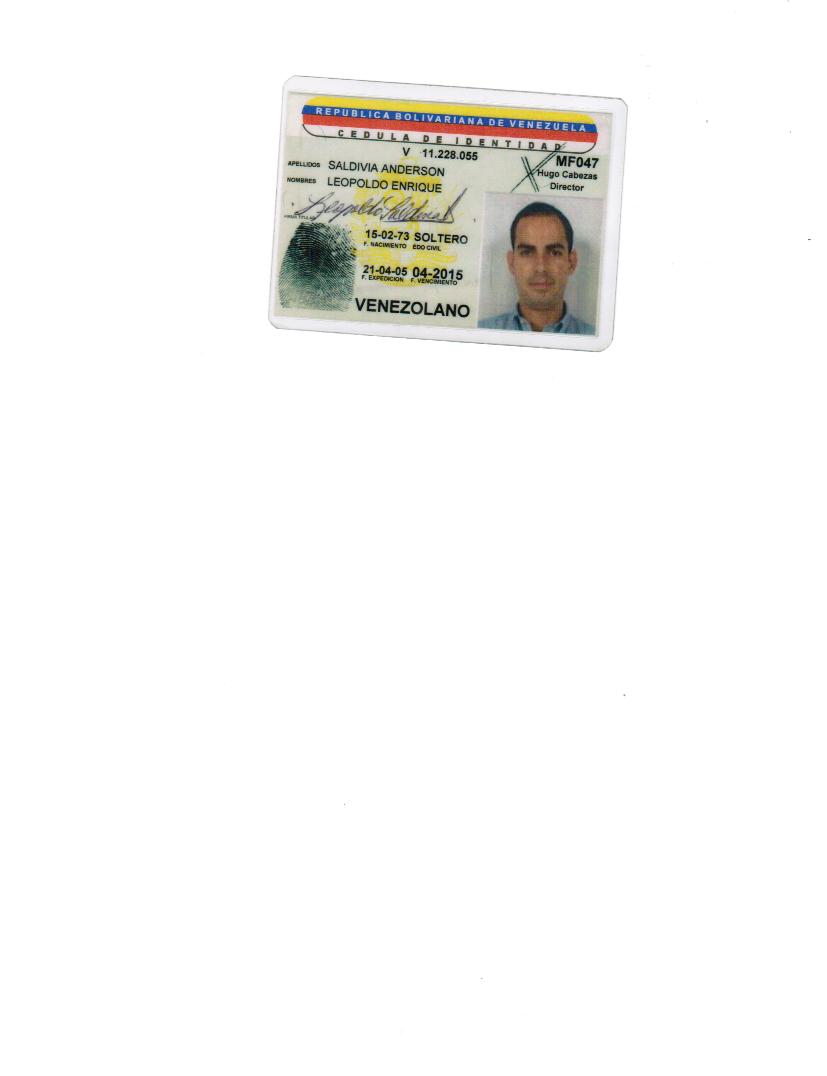 REPUBLICA BOLIVARIANA DE VENEZUELA
CEDULA DE IDENTIDAD
V 11.228.055
MF047
Hugo Cabezas
Director
APELLIDOS SALDIVIA ANDERSON
NOMBRES LEOPOLDO ENRIQUE
Leopoldo Saldivia
FIRMA TITULAR
15-02-73 SOLTERO
F. NACIMIENTO EDO CIVIL
21-04-05 04-2015
F. EXPEDICION F. VENCIMIENTO
VENEZOLANO